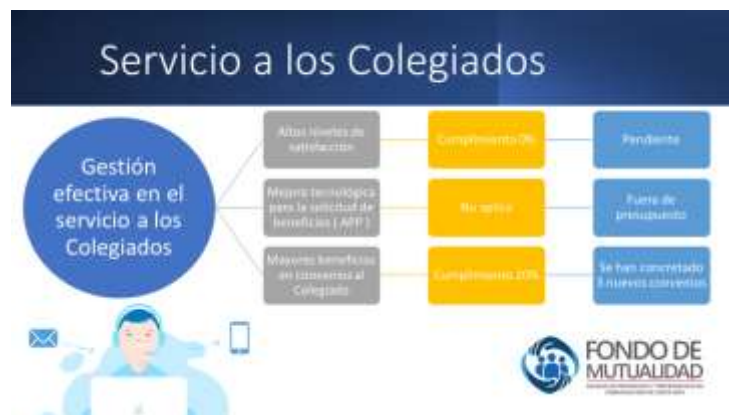 Servicio a los Colegiados
Gestión
efectiva en el
servicio a los
Colegiados
Altos niveles de
satisfacción
Cumplimiento 0%
Pendiente
Mejora tecnológica
para la solicitud de
beneficios ( APP )
No aplica
Fuera de
presupuesto
Mayores beneficios
en convenios al
Colegiado
Cumplimiento 20%
Se han concretado
3 nuevos convenios
FONDO DE
MUTUALIDAD